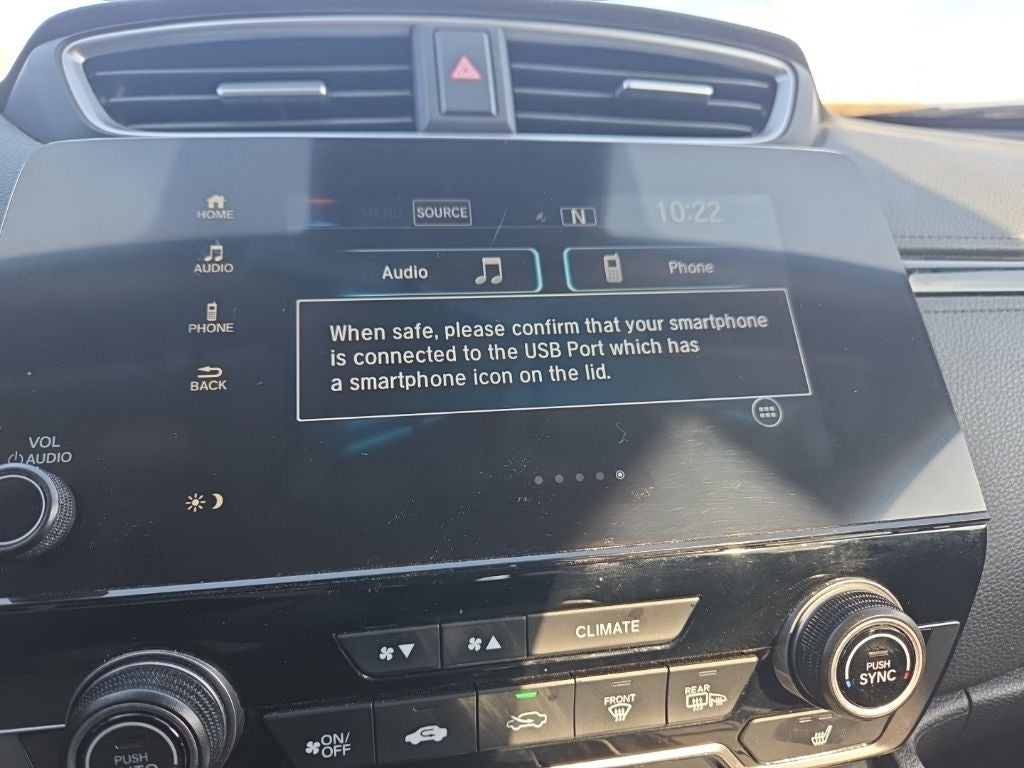 MENU SOURCE N 10:22
HOME
Audio Phone
AUDIO
PHONE
When safe, please confirm that your smartphone
is connected to the USB Port which has
a smartphone icon on the lid.
BACK
VOL
AUDIO
CLIMATE
PUSH
SYNC
FRONT
REAR
ON/
OFF
PUSH